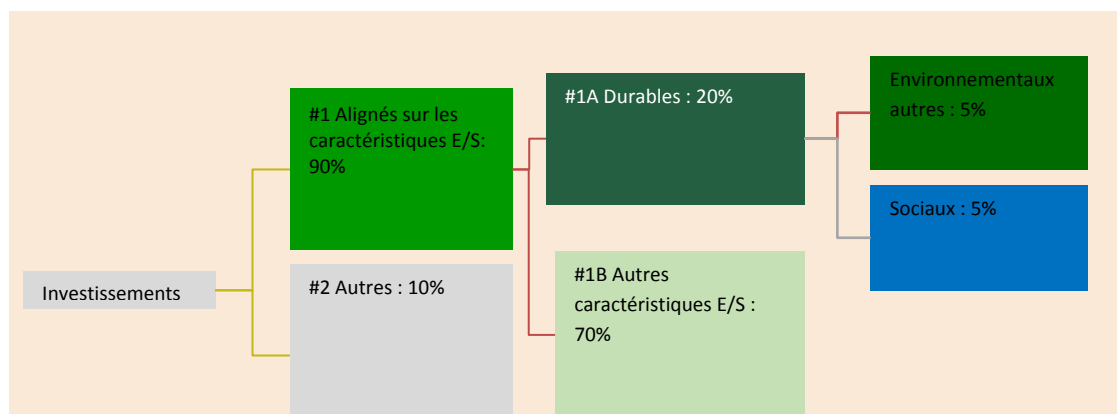 Investissements
#1 Alignés sur les
caractéristiques E/S:
90%
#2 Autres : 10%
#1A Durables : 20%
#1B Autres
caractéristiques E/S :
70%
Environnementaux
autres : 5%
Sociaux : 5%